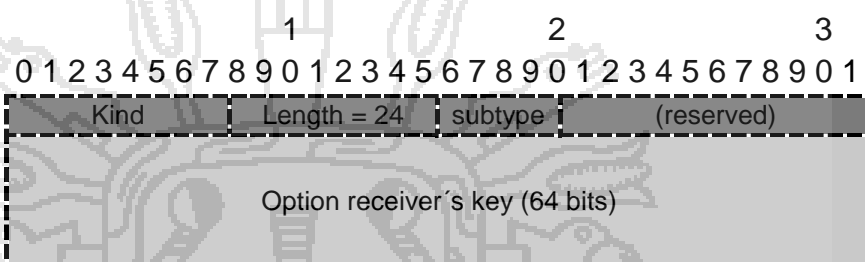 1 2 3
0 1 2 3 4 5 6 7 8 9 0 1 2 3 4 5 6 7 8 9 0 1 2 3 4 5 6 7 8 9 0 1
Kind Length = 24 subtype (reserved)
Option receiver´s key (64 bits)